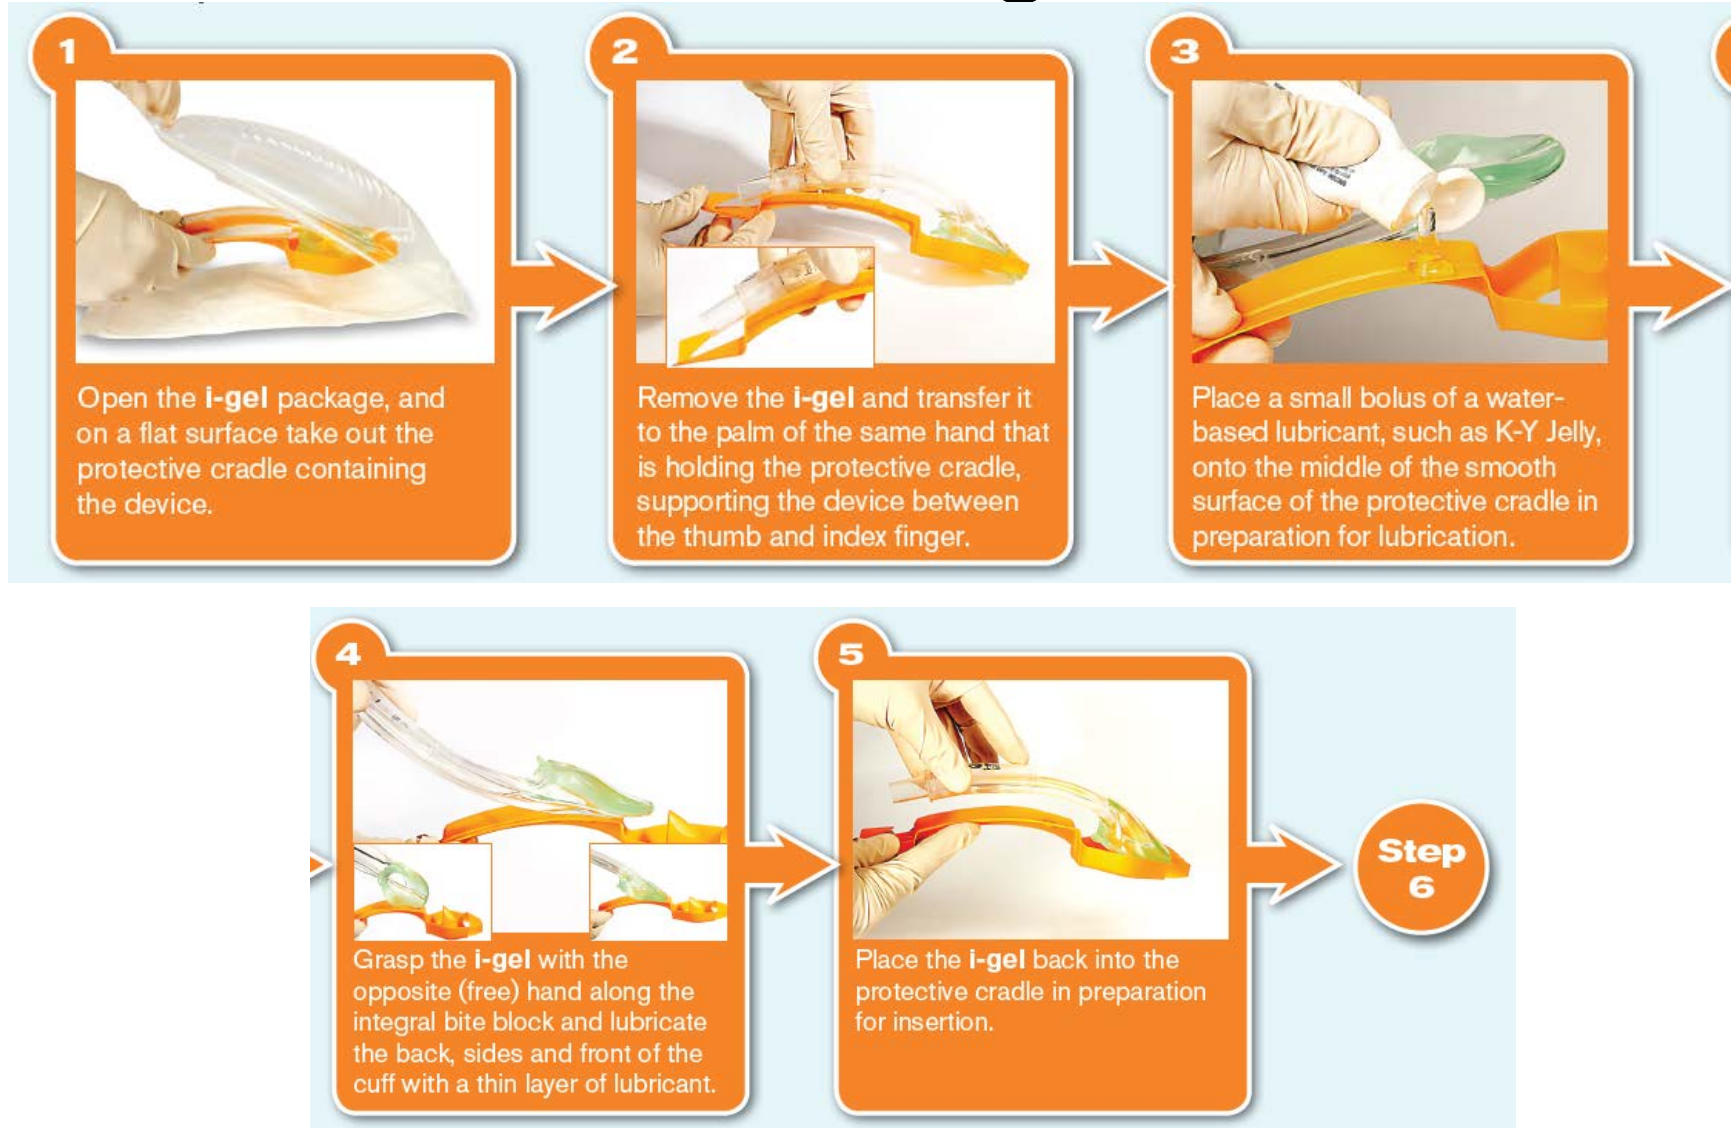 1
Open the i-gel package, and
on a flat surface take out the
protective cradle containing
the device.
2
Remove the i-gel and transfer it
to the palm of the same hand that
is holding the protective cradle,
supporting the device between
the thumb and index finger.
3
Place a small bolus of a water-
based lubricant, such as K-Y Jelly,
onto the middle of the smooth
surface of the protective cradle in
preparation for lubrication.
4
Grasp the i-gel with the
opposite (free) hand along the
integral bite block and lubricate
the back, sides and front of the
cuff with a thin layer of lubricant.
5
Place the i-gel back into the
protective cradle in preparation
for insertion.
Step
6